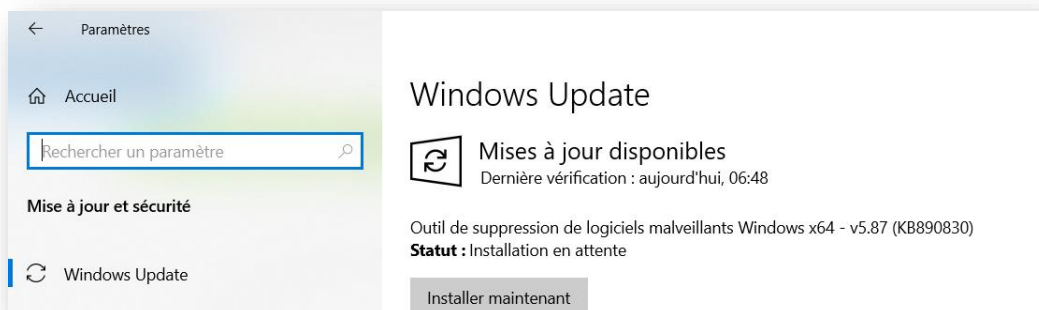 Paramètres
Accueil
Rechercher un paramètre
Mise à jour et sécurité
Windows Update
Windows Update
Mises à jour disponibles
Dernière vérification : aujourd'hui, 06:48
Outil de suppression de logiciels malveillants Windows x64 - v5.87 (KB890830)
Statut : Installation en attente
Installer maintenant